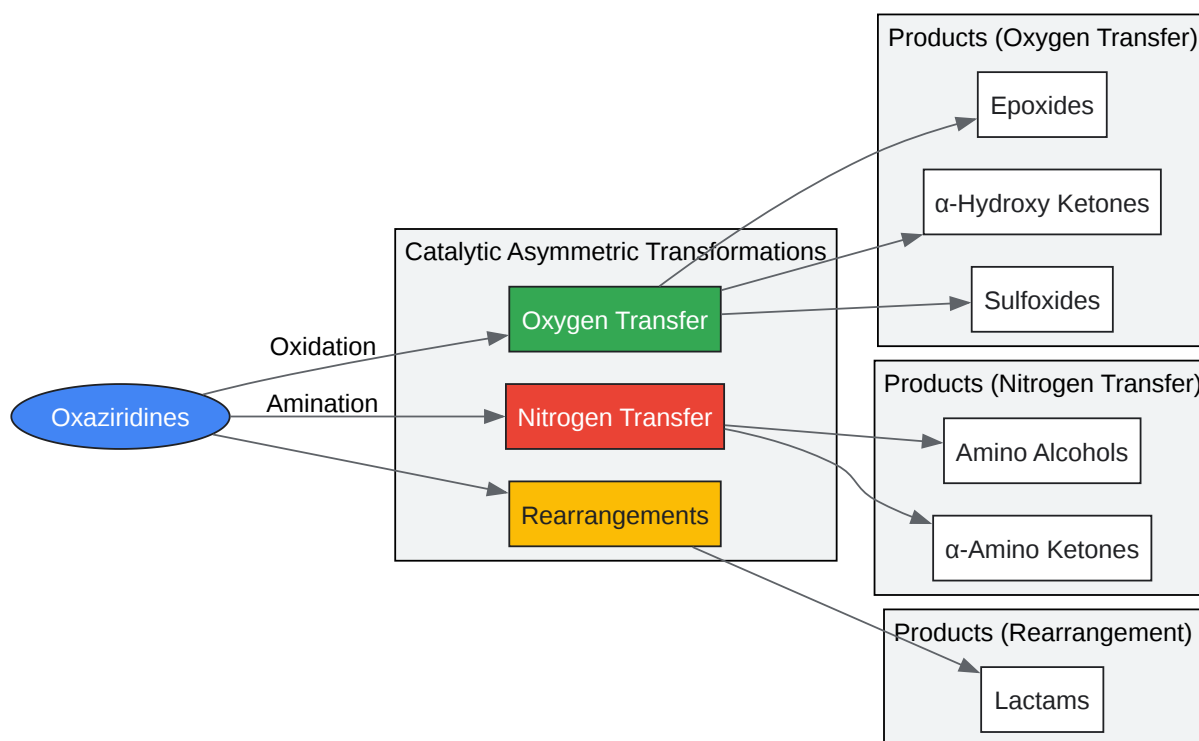 Oxaziridines
Oxidation
Amination
Catalytic Asymmetric Transformations
Oxygen Transfer
Nitrogen Transfer
Rearrangements
Products (Oxygen Transfer)
Epoxides
α-Hydroxy Ketones
Sulfoxides
Products (Nitrogen Transfer)
Amino Alcohols
α-Amino Ketones
Products (Rearrangement)
Lactams